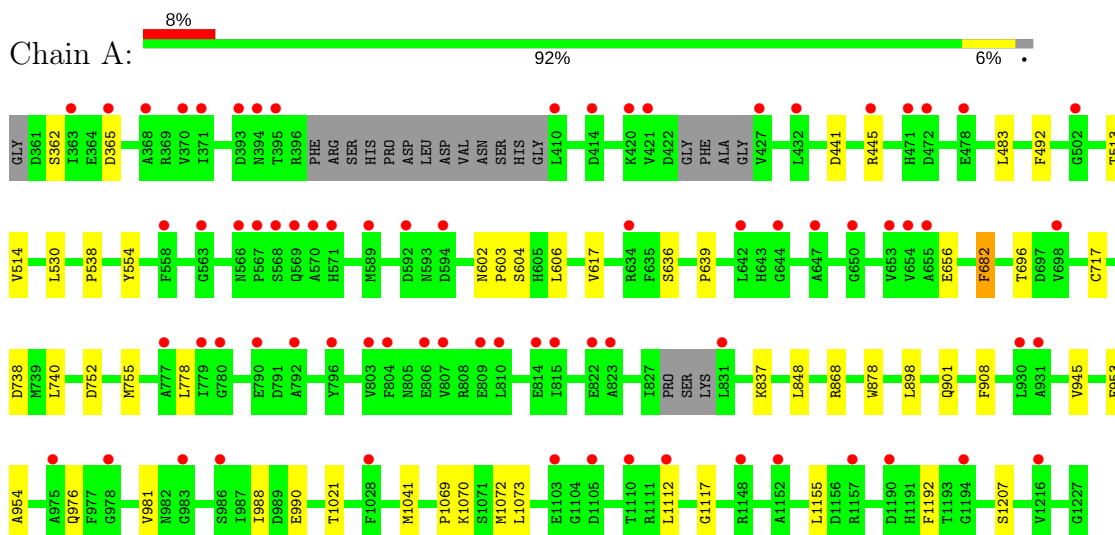 8%
Chain A:
92% 6% •
GLY D361 S362 I363 E364 D365 A368 R369 V370 I371 D393 N394 T395 R396 PHE ARG SER HIS PRO ASP LEU ASP VAL ASN SER HIS GLY L410 D414 K420 V421 D422 GLY PHE ALA GLY V427 L432 D441 R445 H471 D472 E478 L483 F492 G502 T513
V514 L530 P538 Y554 F558 G563 N566 P567 S568 Q569 A570 H571 M589 D592 N593 D594 N602 P603 S604 H605 L606 V617 R634 F635 S636 P639 L642 H643 G644 A647 G650 V653 V654 A655 E656 F682 T696 D697 V698 C717
D738 M739 L740 D752 M755 A777 L778 I779 G780 E790 D791 A792 Y796 V803 F804 N805 E806 V807 R808 E809 L810 E814 I815 E822 A823 I827 PRO SER LYS L831 K837 L848 R868 W878 L898 Q901 F908 L930 A931 V945 E953
A954 A975 Q976 F977 G978 V981 N982 G983 S986 I987 I988 D989 E990 T1021 F1028 M1041 P1069 K1070 S1071 M1072 L1073 E1103 G1104 D1105 T1110 R1111 L1112 G1117 R1148 A1152 L1155 D1156 R1157 D1190 H1191 F1192 T1193 G1194 S1207 V1216 G1227